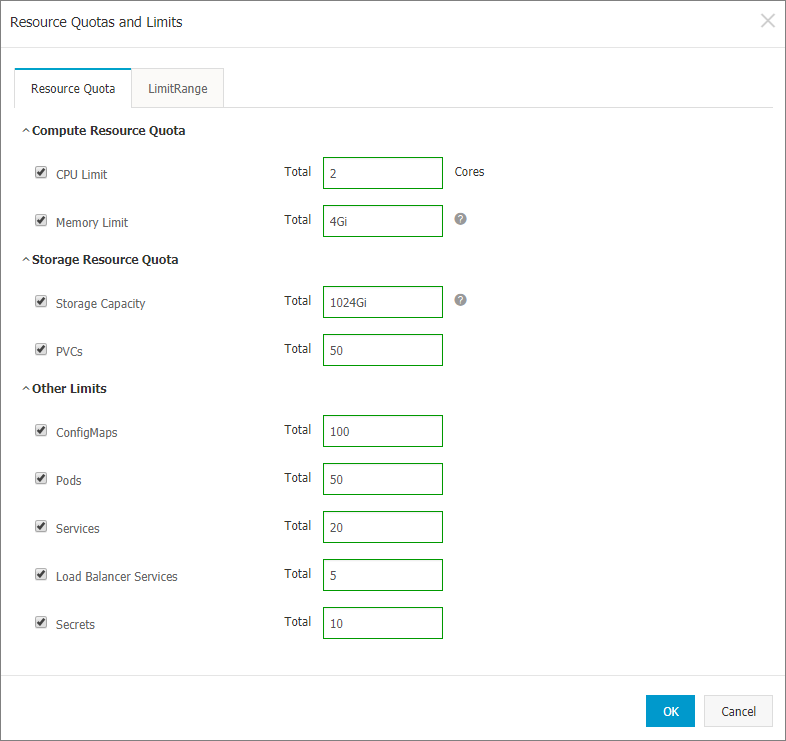 Resource Quotas and Limits
Resource Quota LimitRange
Compute Resource Quota
CPU Limit Total 2 Cores
Memory Limit Total 4Gi ?
Storage Resource Quota
Storage Capacity Total 1024Gi ?
PVCs Total 50
Other Limits
ConfigMaps Total 100
Pods Total 50
Services Total 20
Load Balancer Services Total 5
Secrets Total 10
OK Cancel